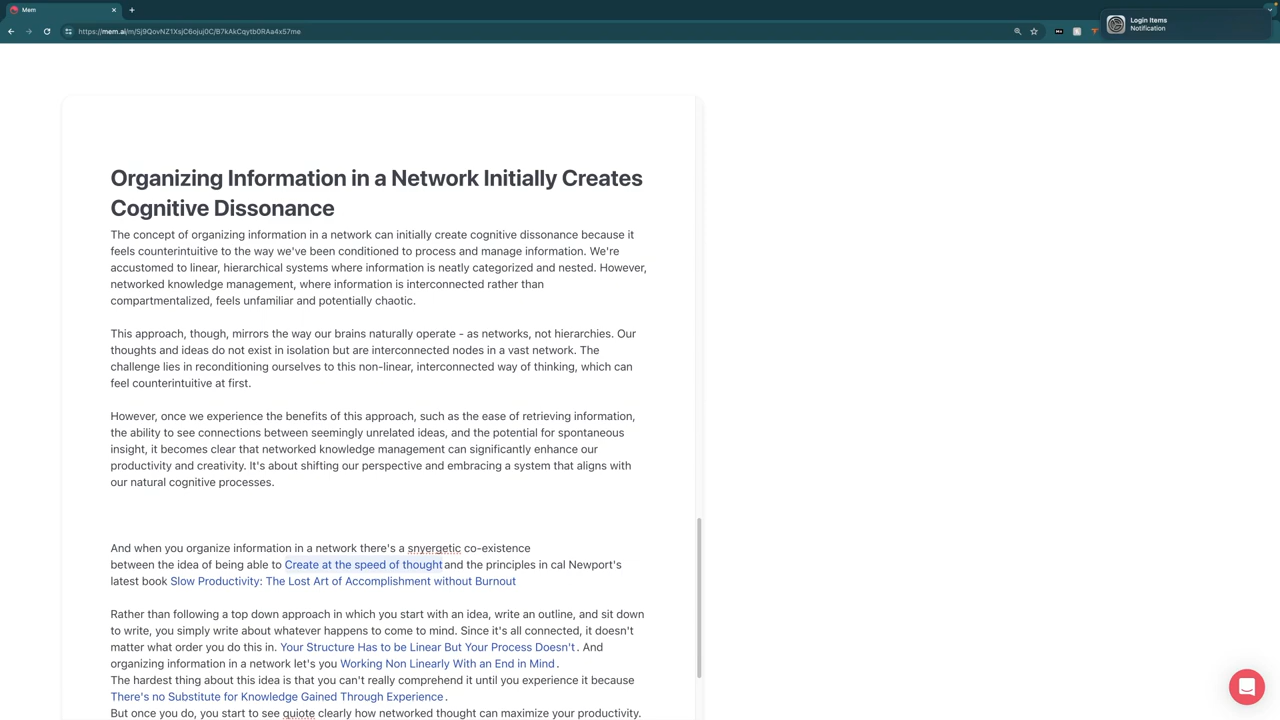 Mem
https://mem.ai/m/Sj9QovNZ1XsjC6ojuj0C/B7kAkCqytb0RAa4x57me
Login Items
Notification
Organizing Information in a Network Initially Creates
Cognitive Dissonance
The concept of organizing information in a network can initially create cognitive dissonance because it
feels counterintuitive to the way we've been conditioned to process and manage information. We're
accustomed to linear, hierarchical systems where information is neatly categorized and nested. However,
networked knowledge management, where information is interconnected rather than
compartmentalized, feels unfamiliar and potentially chaotic.
This approach, though, mirrors the way our brains naturally operate - as networks, not hierarchies. Our
thoughts and ideas do not exist in isolation but are interconnected nodes in a vast network. The
challenge lies in reconditioning ourselves to this non-linear, interconnected way of thinking, which can
feel counterintuitive at first.
However, once we experience the benefits of this approach, such as the ease of retrieving information,
the ability to see connections between seemingly unrelated ideas, and the potential for spontaneous
insight, it becomes clear that networked knowledge management can significantly enhance our
productivity and creativity. It's about shifting our perspective and embracing a system that aligns with
our natural cognitive processes.
And when you organize information in a network there's a snyergetic co-existence
between the idea of being able to Create at the speed of thought and the principles in cal Newport's
latest book Slow Productivity: The Lost Art of Accomplishment without Burnout
Rather than following a top down approach in which you start with an idea, write an outline, and sit down
to write, you simply write about whatever happens to come to mind. Since it's all connected, it doesn't
matter what order you do this in. Your Structure Has to be Linear But Your Process Doesn't. And
organizing information in a network let's you Working Non Linearly With an End in Mind.
The hardest thing about this idea is that you can't really comprehend it until you experience it because
There's no Substitute for Knowledge Gained Through Experience.
But once you do, you start to see quiote clearly how networked thought can maximize your productivity.